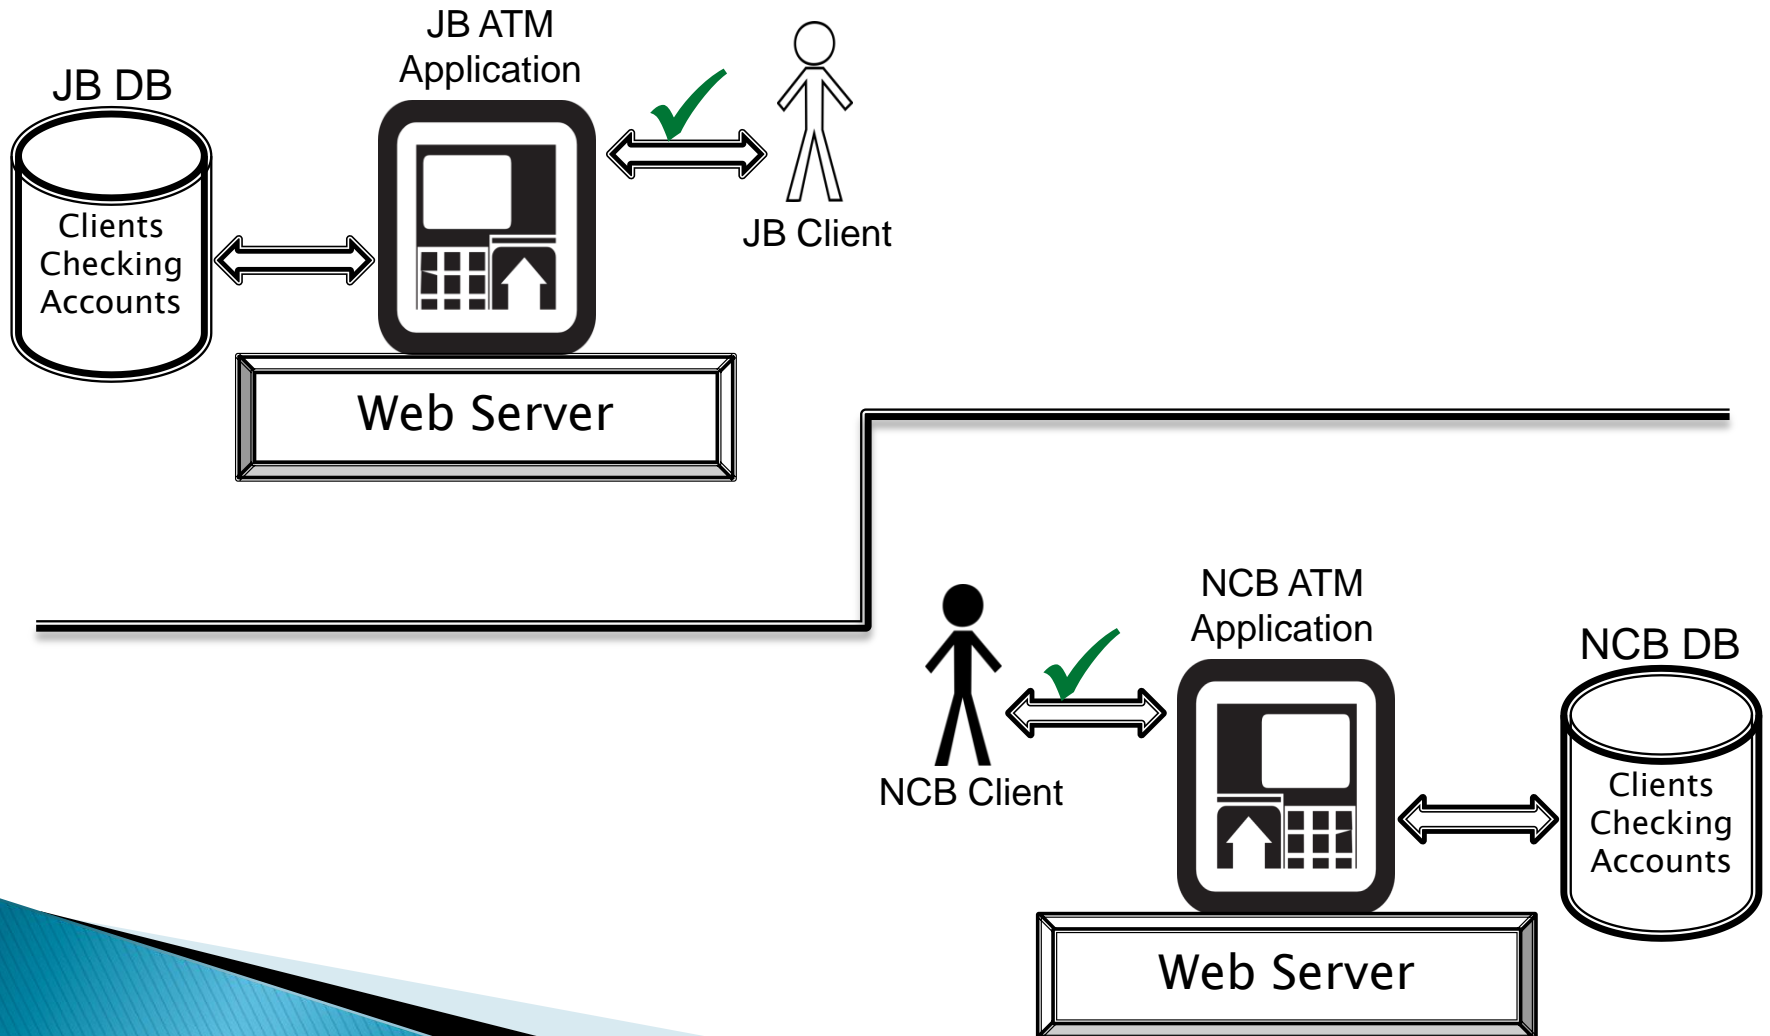 JB ATM
Application
JB DB
Clients
Checking
Accounts
JB Client
Web Server
NCB ATM
Application
NCB DB
NCB Client
Clients
Checking
Accounts
Web Server